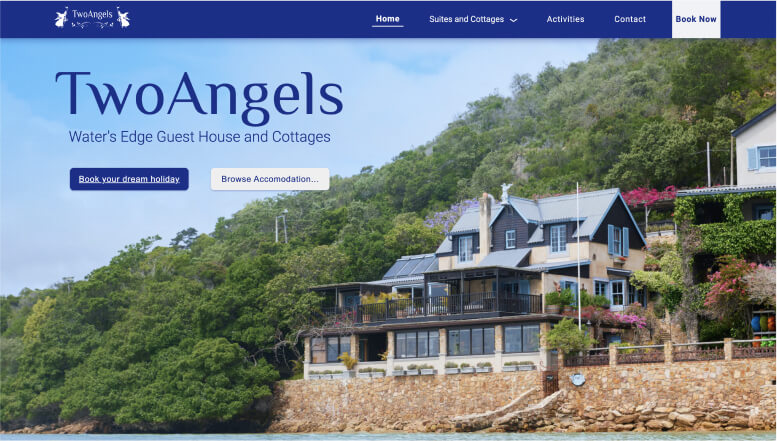 TwoAngels
Home
Suites and Cottages
Activities
Contact
Book Now
TwoAngels
Water's Edge Guest House and Cottages
Book your dream holiday
Browse Accomodation...